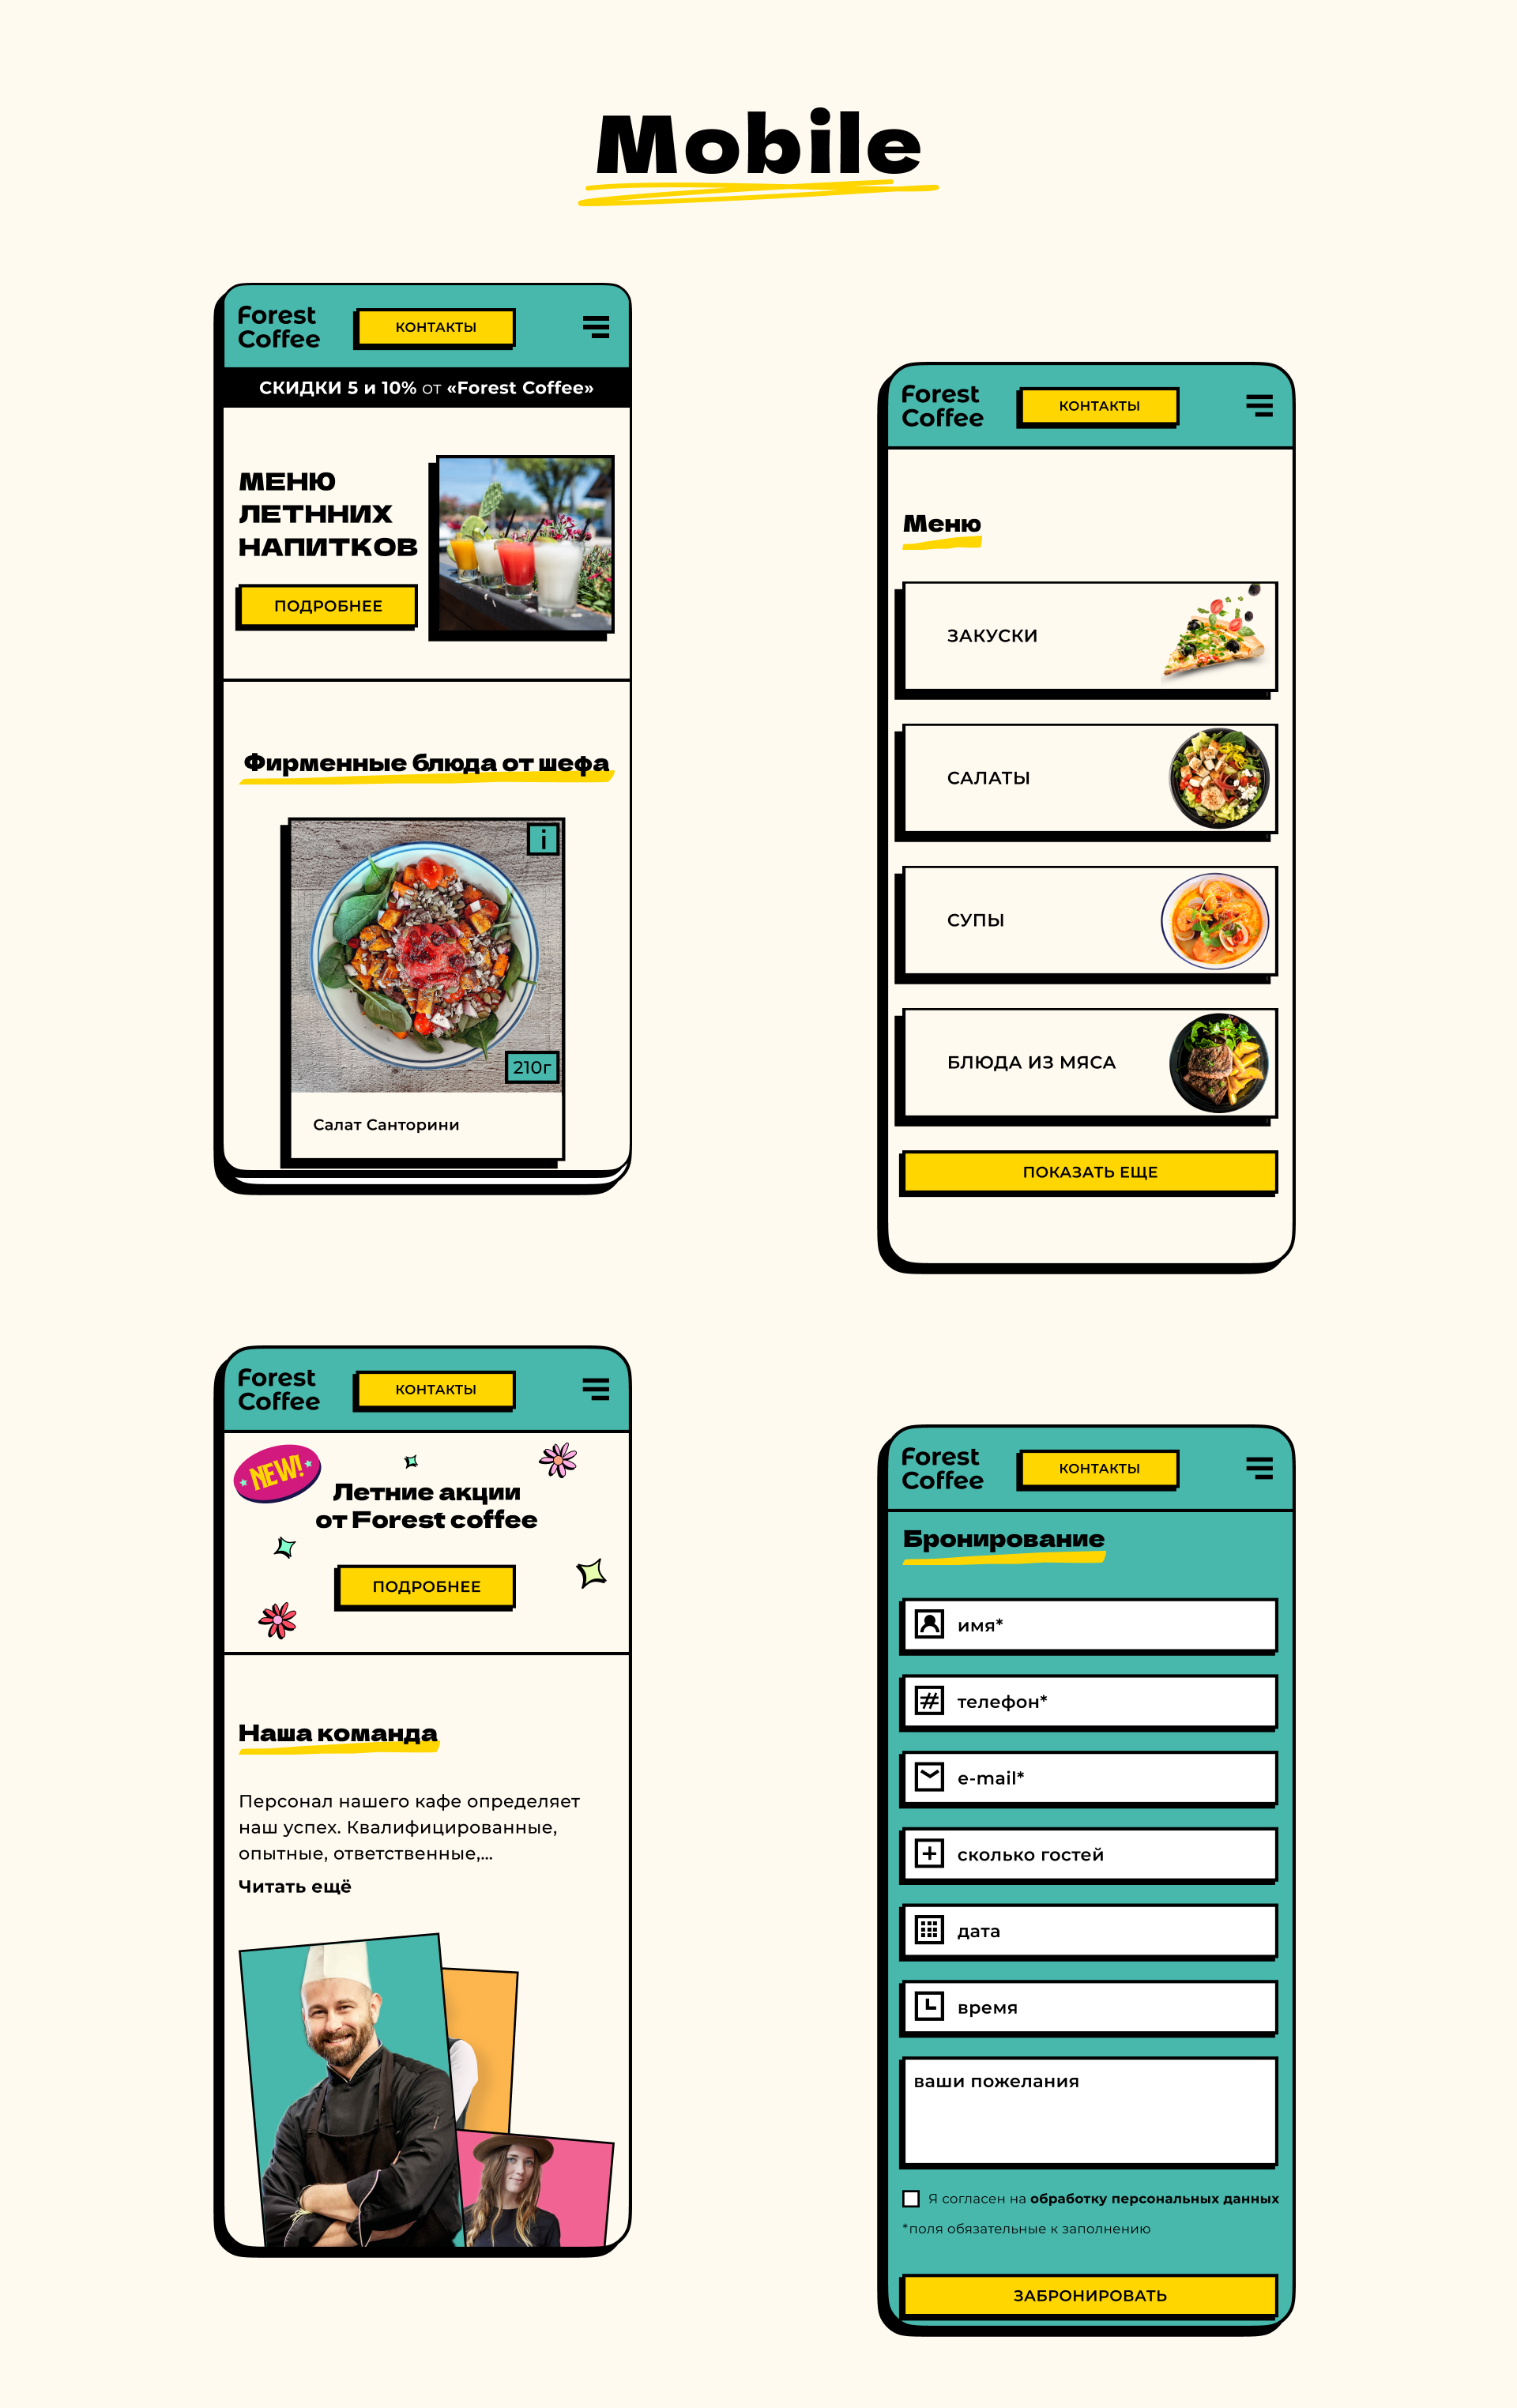 Mobile
Forest
Coffee
КОНТАКТЫ
СКИДКИ 5 и 10% от «Forest Coffee»
МЕНЮ
ЛЕТННИХ
НАПИТКОВ
ПОДРОБНЕЕ
Фирменные блюда от шефа
i
210г
Салат Санторини
Forest
Coffee
КОНТАКТЫ
Меню
ЗАКУСКИ
САЛАТЫ
СУПЫ
БЛЮДА ИЗ МЯСА
ПОКАЗАТЬ ЕЩЕ
Forest
Coffee
КОНТАКТЫ
NEW!
Летние акции
от Forest coffee
ПОДРОБНЕЕ
Наша команда
Персонал нашего кафе определяет
наш успех. Квалифицированные,
опытные, ответственные,...
Читать ещё
Forest
Coffee
КОНТАКТЫ
Бронирование
имя*
# телефон*
e-mail*
сколько гостей
дата
время
ваши пожелания
Я согласен на обработку персональных данных
*поля обязательные к заполнению
ЗАБРОНИРОВАТЬ